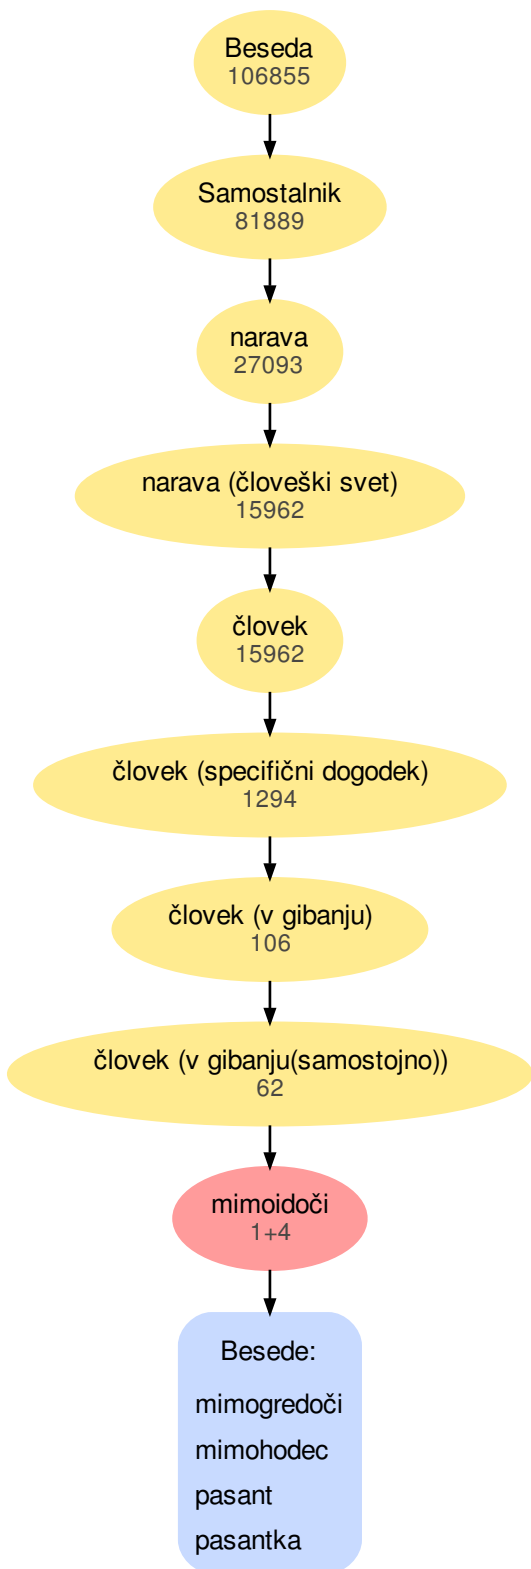 Beseda
106855
Samostalnik
81889
narava
27093
narava (človeški svet)
15962
človek
15962
človek (specifični dogodek)
1294
človek (v gibanju)
106
človek (v gibanju(samostojno))
62
mimoidoči
1+4
Besede:
mimogredoči
mimohodec
pasant
pasantka